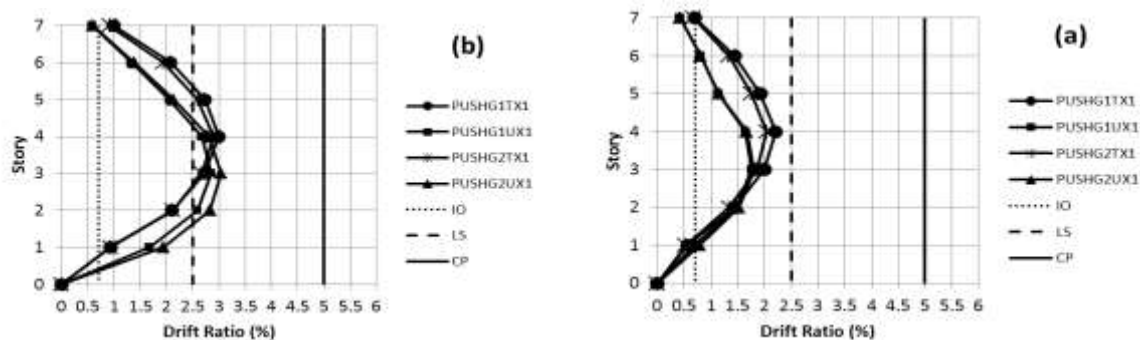 (b)
Story
7
6
5
4
3
2
1
0
0 0.5 1 1.5 2 2.5 3 3.5 4 4.5 5 5.5 6
Drift Ratio (%)
PUSHG1TX1
PUSHG1UX1
PUSHG2TX1
PUSHG2UX1
IO
LS
CP
(a)
Story
7
6
5
4
3
2
1
0
0 0.5 1 1.5 2 2.5 3 3.5 4 4.5 5 5.5 6
Drift Ratio (%)
PUSHG1TX1
PUSHG1UX1
PUSHG2TX1
PUSHG2UX1
IO
LS
CP